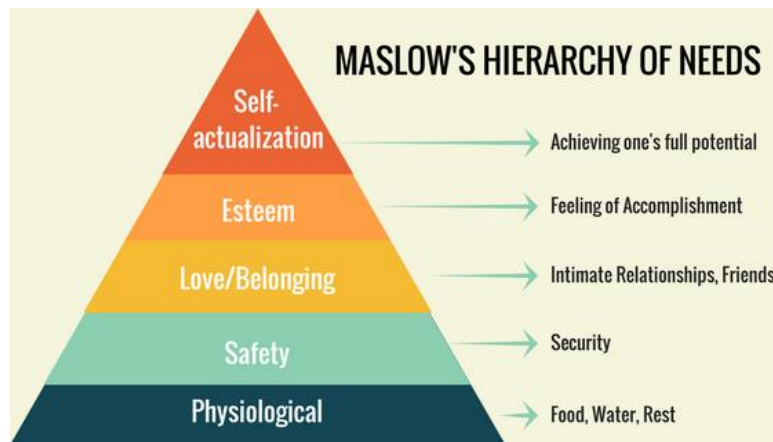 MASLOW'S HIERARCHY OF NEEDS
Self-
actualization
Achieving one's full potential
Esteem
Feeling of Accomplishment
Love/Belonging
Intimate Relationships, Friends
Safety
Security
Physiological
Food, Water, Rest